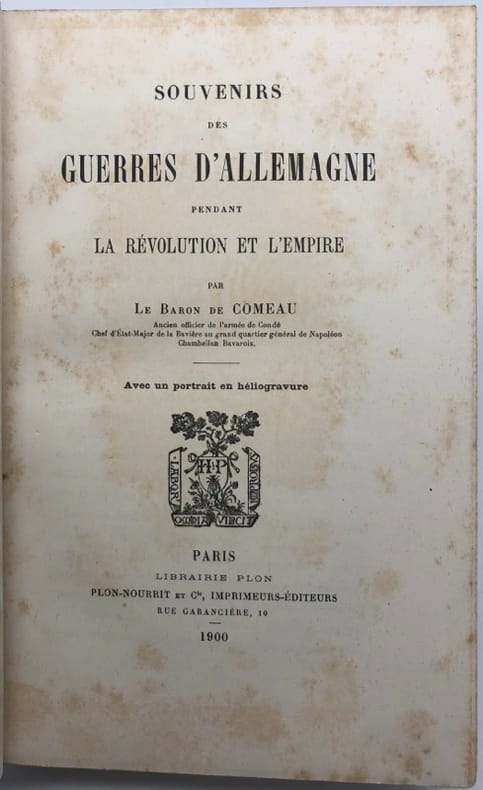 SOUVENIRS
DES
GUERRES D'ALLEMAGNE
PENDANT
LA RÉVOLUTION ET L'EMPIRE
PAR
LE BARON DE COMEAU
Ancien officier de l'armée de Condé
Chef d'État-Major de la Bavière au grand quartier général de Napoléon
Chambellan Bavarois.
Avec un portrait en héliogravure
LABOR
HP
OMNIA VINCIT
PARIS
LIBRAIRIE PLON
PLON-NOURRIT ET Cie, IMPRIMEURS-ÉDITEURS
RUE GARANCIÈRE, 10
1900